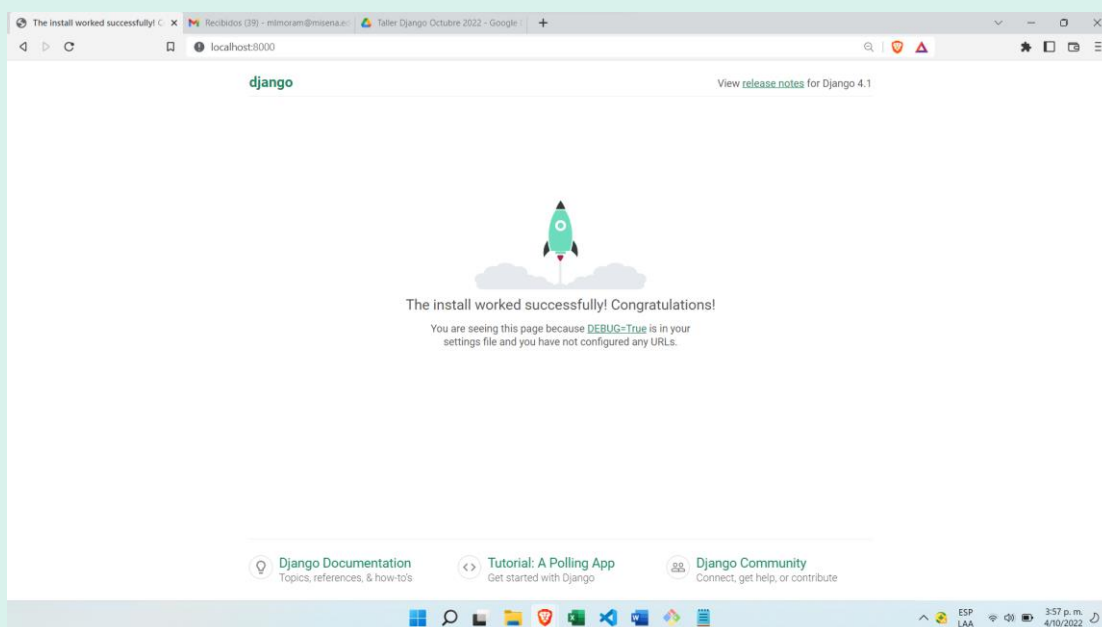 The install worked successfully! C
Recibidos (39) - mlmoram@misena.ec
Taller Django Octubre 2022 - Google
localhost:8000
django
View release notes for Django 4.1
The install worked successfully! Congratulations!
You are seeing this page because DEBUG=True is in your
settings file and you have not configured any URLs.
Django Documentation
Topics, references, & how-to's
Tutorial: A Polling App
Get started with Django
Django Community
Connect, get help, or contribute
ESP
LAA
3:57 p. m.
4/10/2022